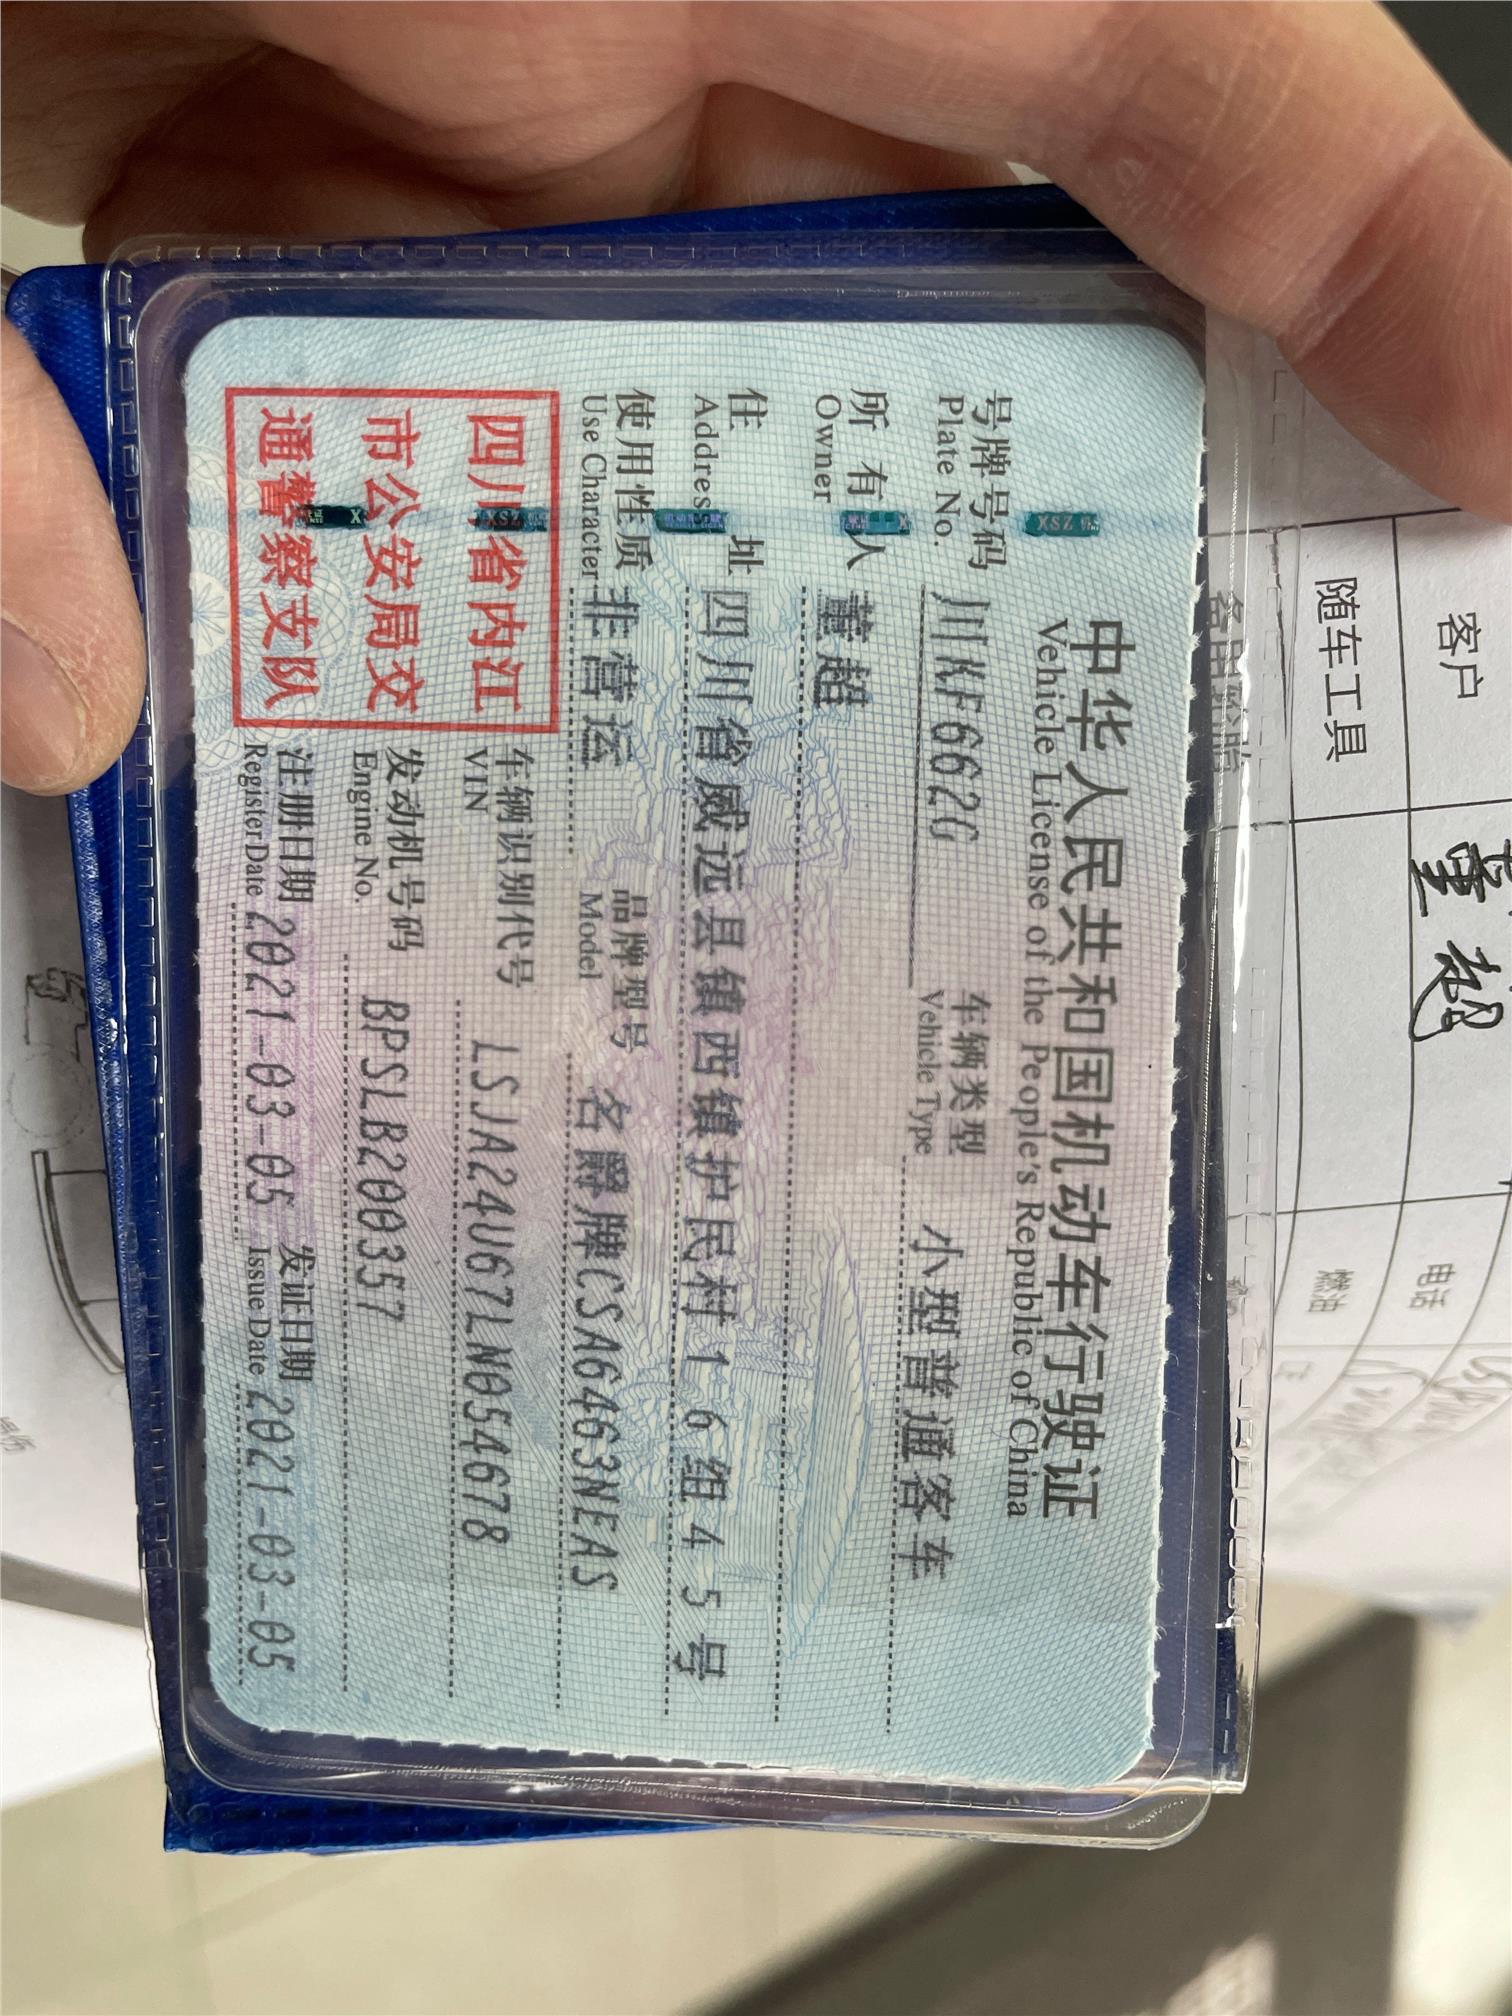 中华人民共和国机动车行驶证
Vehicle License of the People's Republic of China
号牌号码 川KF662G 车辆类型 小型普通客车
Plate No. Vehicle Type
所有人 董超
Owner
住址 四川省威远县镇西镇护民村16组45号
Address
使用性质 非营运 品牌型号 名爵牌CSA6463NEAS
Use Character Model
四川省内江
市公安局交
通警察支队
车辆识别代号 LSJA24U67LN054678
VIN
发动机号码 BPSLB200357
Engine No.
注册日期 2021-03-05 发证日期 2021-03-05
Register Date Issue Date
客户 董超 电话
随车工具 燃油